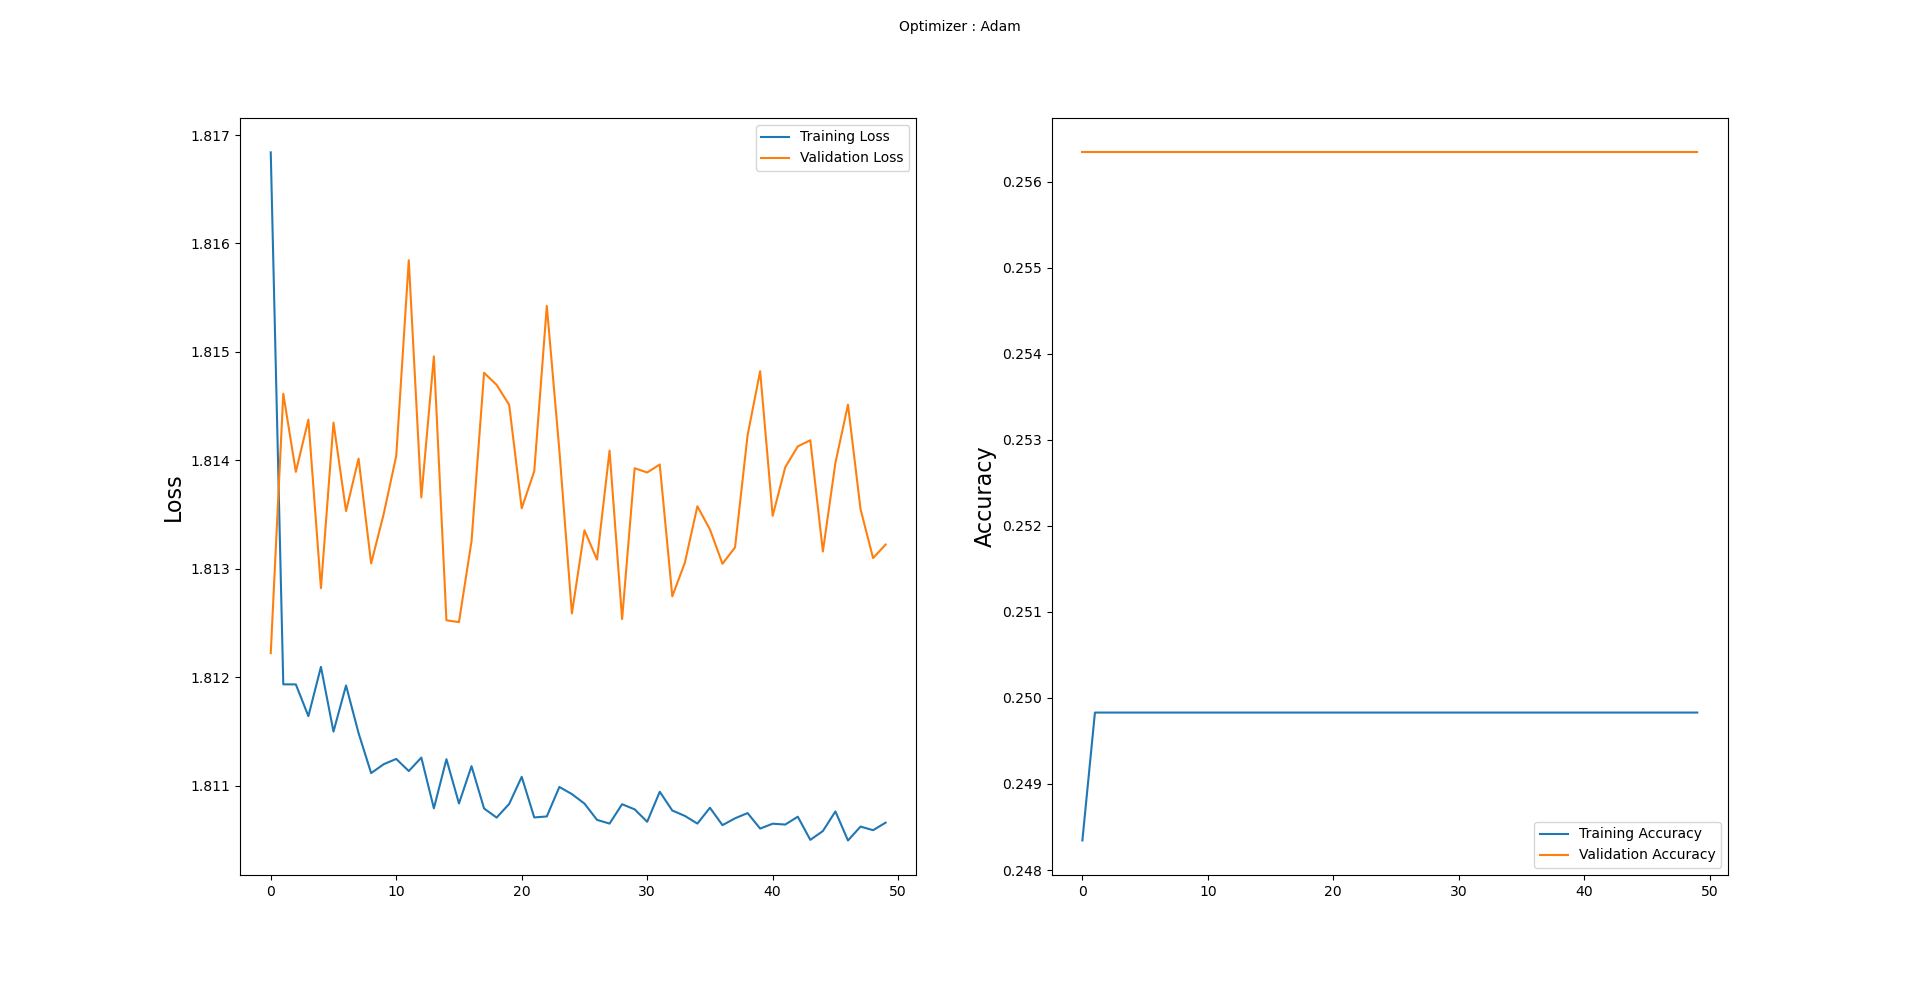 Optimizer : Adam
Loss
1.817
1.816
1.815
1.814
1.813
1.812
1.811
0 10 20 30 40 50
Training Loss
Validation Loss
Accuracy
0.256
0.255
0.254
0.253
0.252
0.251
0.250
0.249
0.248
0 10 20 30 40 50
Training Accuracy
Validation Accuracy